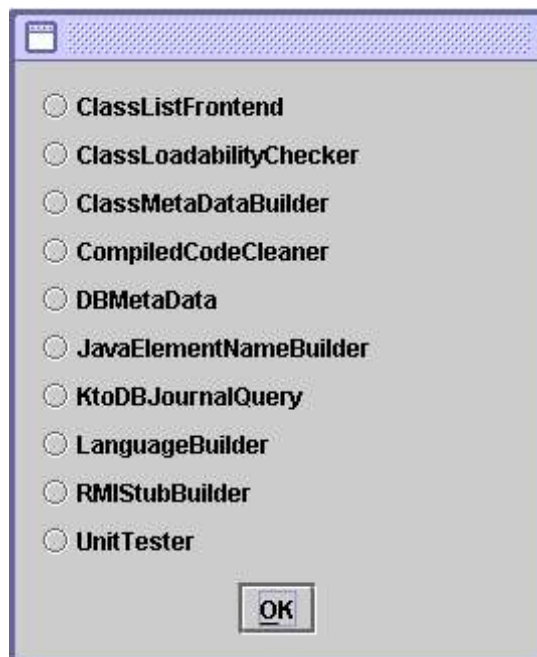 ClassListFrontend
ClassLoadabilityChecker
ClassMetaDataBuilder
CompiledCodeCleaner
DBMetaData
JavaElementNameBuilder
KtoDBJournalQuery
LanguageBuilder
RMIStubBuilder
UnitTester
OK